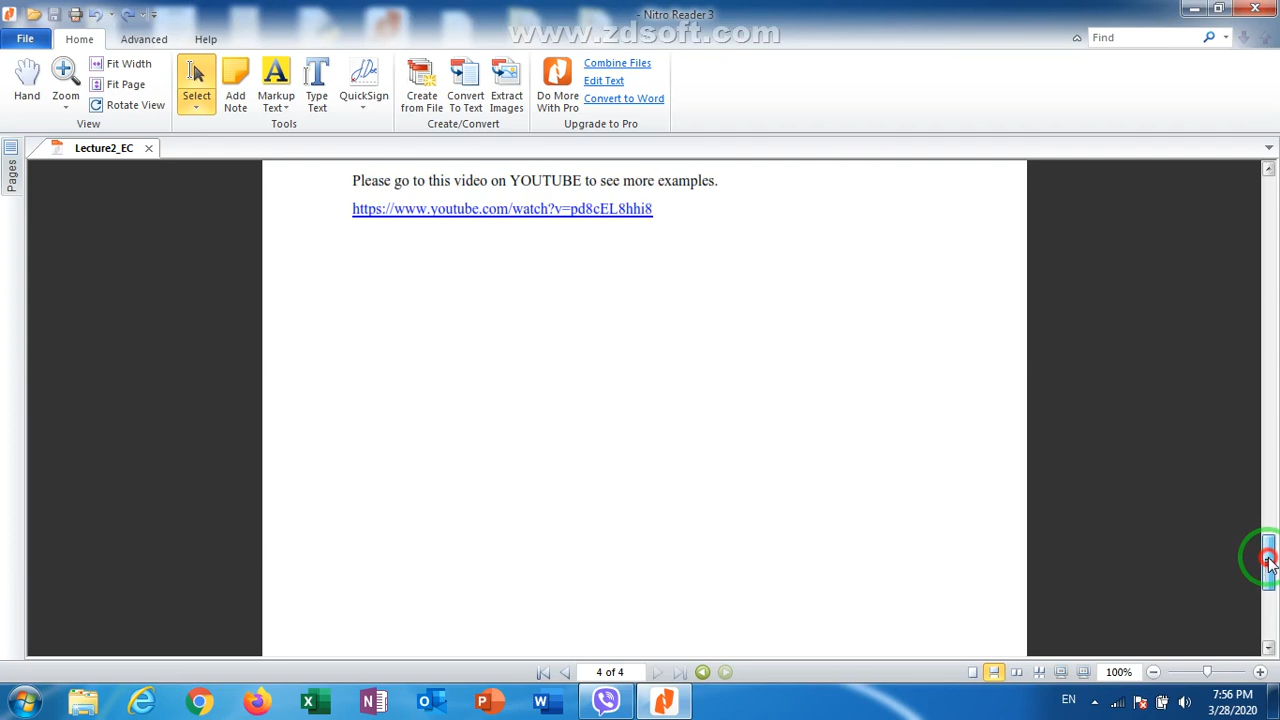 - Nitro Reader 3
www.zdsoft.com
File
Home
Advanced
Help
Find
Hand
Zoom
Fit Width
Fit Page
Rotate View
View
Select
Add Note
Markup Text
Type Text
QuickSign
Tools
Create from File
Convert To Text
Extract Images
Create/Convert
Do More With Pro
Combine Files
Edit Text
Convert to Word
Upgrade to Pro
Pages
Lecture2_EC
Please go to this video on YOUTUBE to see more examples.
https://www.youtube.com/watch?v=pd8cEL8hhi8
4 of 4
100%
EN
7:56 PM
3/28/2020